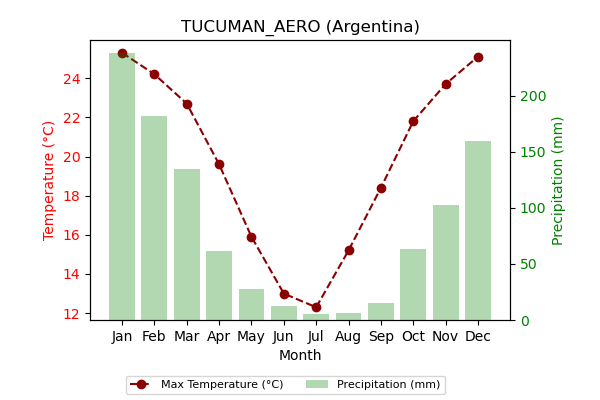 TUCUMAN_AERO (Argentina)
Temperature (°C)
24
22
20
18
16
14
12
200
150
100
50
0
Precipitation (mm)
Jan Feb Mar Apr May Jun Jul Aug Sep Oct Nov Dec
Month
Max Temperature (°C) Precipitation (mm)